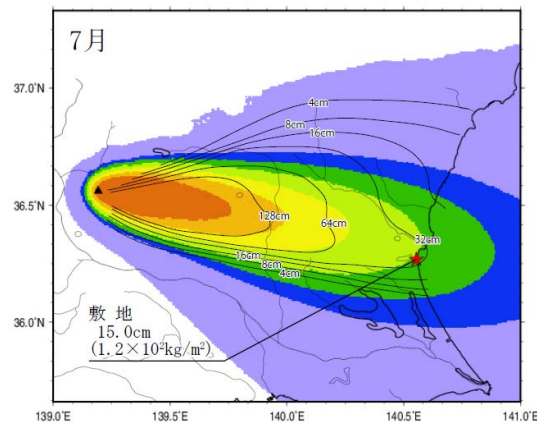 7月
37.0˚N
36.5˚N
36.0˚N
4cm
8cm
16cm
128cm
64cm
32cm
16cm
8cm
4cm
敷 地
15.0cm
(1.2×10²kg/m²)
139.0˚E
139.5˚E
140.0˚E
140.5˚E
141.0˚E